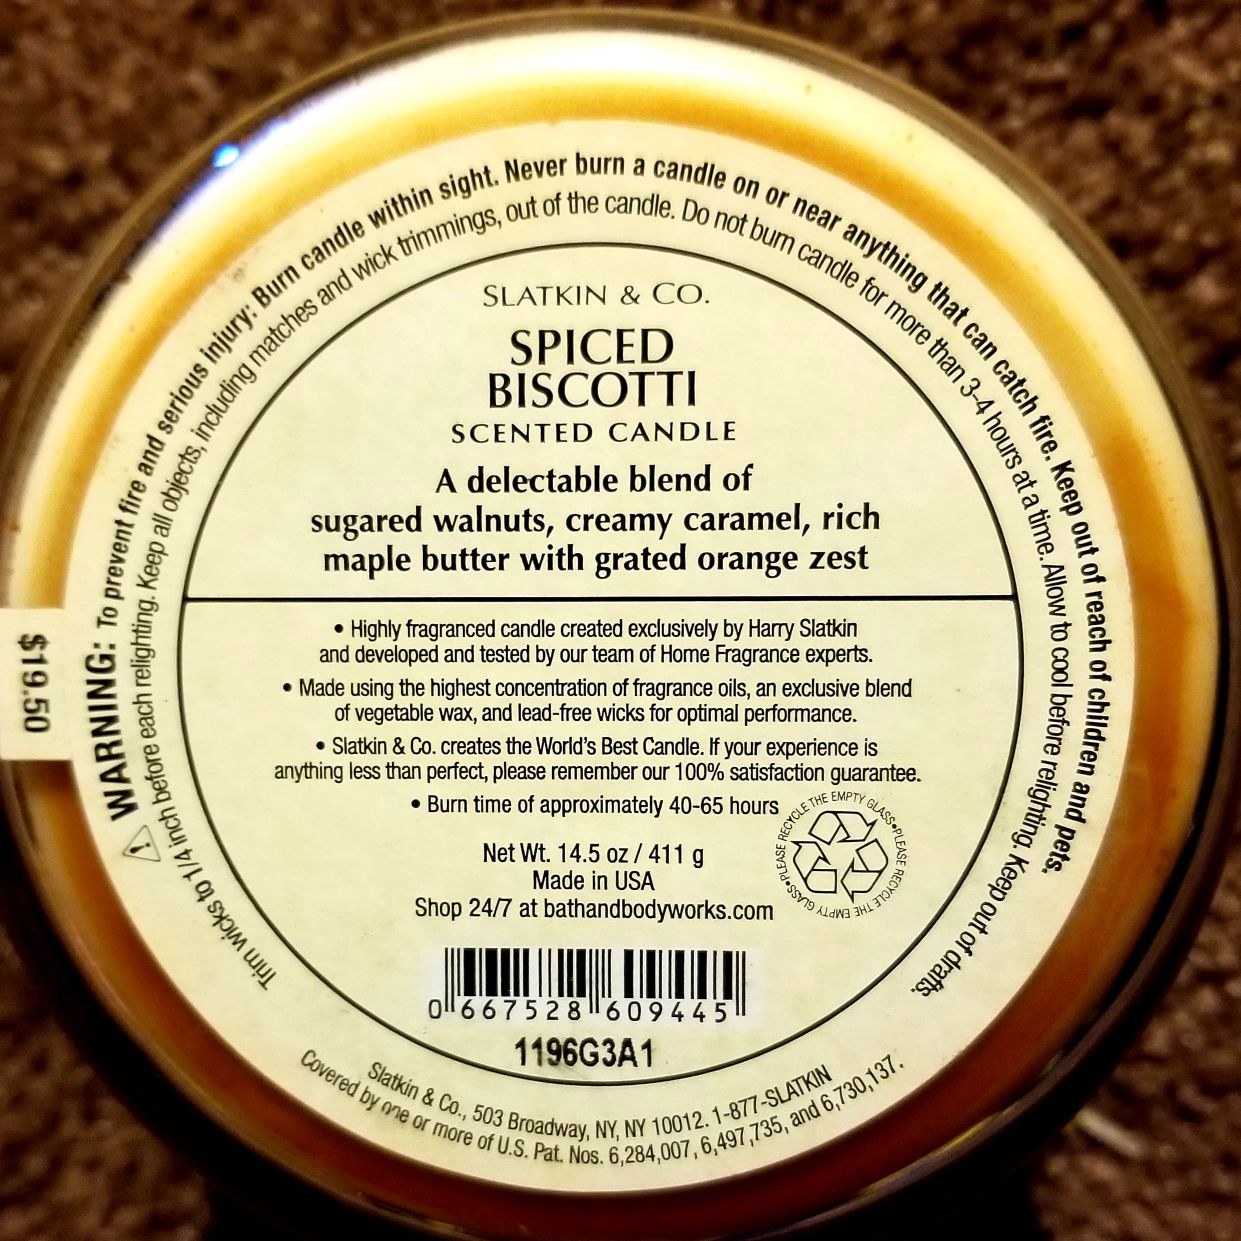 WARNING: To prevent fire and serious injury: Burn candle within sight. Never burn a candle on or near anything that can catch fire. Keep out of reach of children and pets.
Trim wicks to 1/4 inch before each relighting. Keep all objects, including matches and wick trimmings, out of the candle. Do not burn candle for more than 3-4 hours at a time. Allow to cool before relighting. Keep out of drafts.
SLATKIN & CO.
SPICED
BISCOTTI
SCENTED CANDLE
A delectable blend of
sugared walnuts, creamy caramel, rich
maple butter with grated orange zest
• Highly fragranced candle created exclusively by Harry Slatkin
and developed and tested by our team of Home Fragrance experts.
• Made using the highest concentration of fragrance oils, an exclusive blend
of vegetable wax, and lead-free wicks for optimal performance.
• Slatkin & Co. creates the World's Best Candle. If your experience is
anything less than perfect, please remember our 100% satisfaction guarantee.
• Burn time of approximately 40-65 hours
PLEASE RECYCLE THE EMPTY GLASS•PLEASE RECYCLE THE EMPTY GLASS•
Net Wt. 14.5 oz / 411 g
Made in USA
Shop 24/7 at bathandbodyworks.com
0 667528 609445
1196G3A1
Slatkin & Co., 503 Broadway, NY, NY 10012. 1-877-SLATKIN
Covered by one or more of U.S. Pat. Nos. 6,284,007, 6,497,735, and 6,730,137.
$19.50